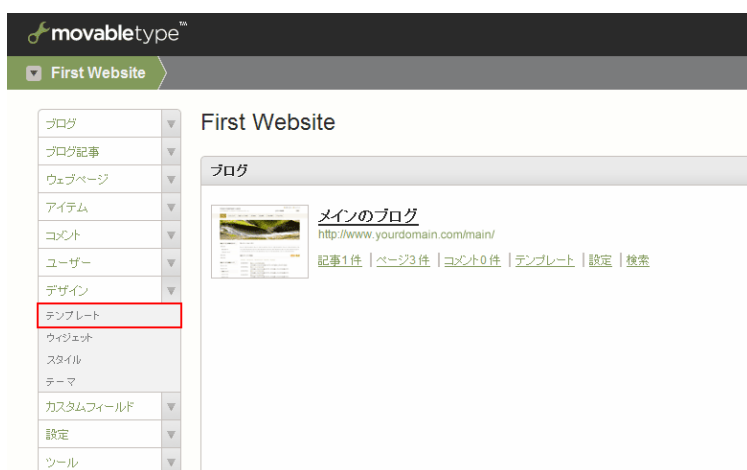 movabletype™
First Website
ブログ
ブログ記事
ウェブページ
アイテム
コメント
ユーザー
デザイン
テンプレート
ウィジェット
スタイル
テーマ
カスタムフィールド
設定
ツール
First Website
ブログ
メインのブログ
http://www.yourdomain.com/main/
記事1件 | ページ3件 | コメント0件 | テンプレート | 設定 | 検索